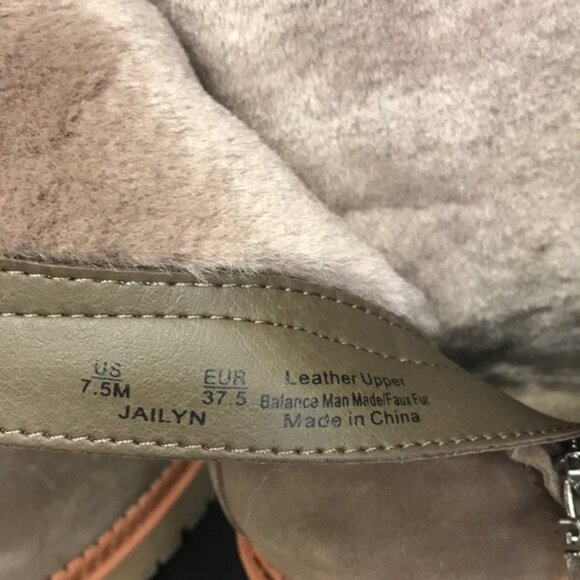 US EUR Leather Upper
7.5M 37.5 Balance Man Made/Faux Fur
JAILYN Made in China